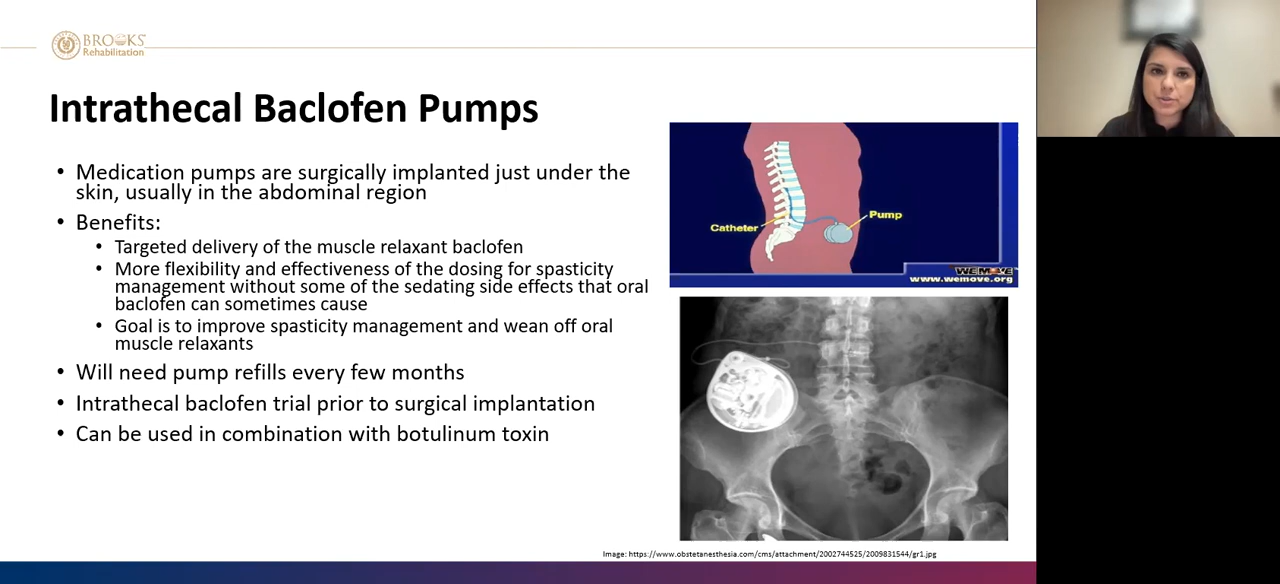 BROOKS
Rehabilitation
Intrathecal Baclofen Pumps
• Medication pumps are surgically implanted just under the
skin, usually in the abdominal region
• Benefits:
• Targeted delivery of the muscle relaxant baclofen
• More flexibility and effectiveness of the dosing for spasticity
management without some of the sedating side effects that oral
baclofen can sometimes cause
• Goal is to improve spasticity management and wean off oral
muscle relaxants
• Will need pump refills every few months
• Intrathecal baclofen trial prior to surgical implantation
• Can be used in combination with botulinum toxin
Catheter
Pump
WE MOVE
www.wemove.org
Image: https://www.obstetanesthesia.com/cms/attachment/2002744525/2009831544/gr1.jpg